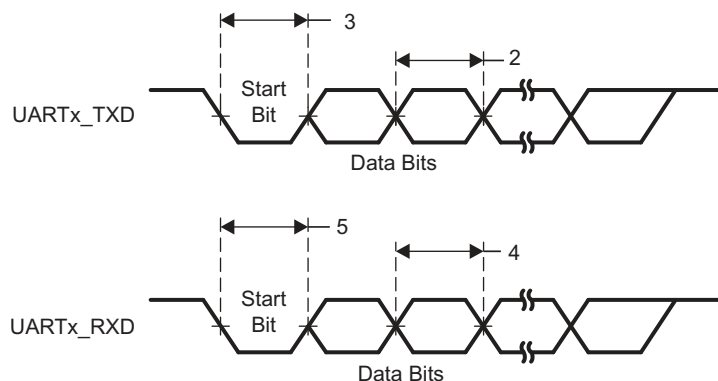 3
2
Start
Bit
UARTx_TXD
Data Bits
5
4
Start
Bit
UARTx_RXD
Data Bits